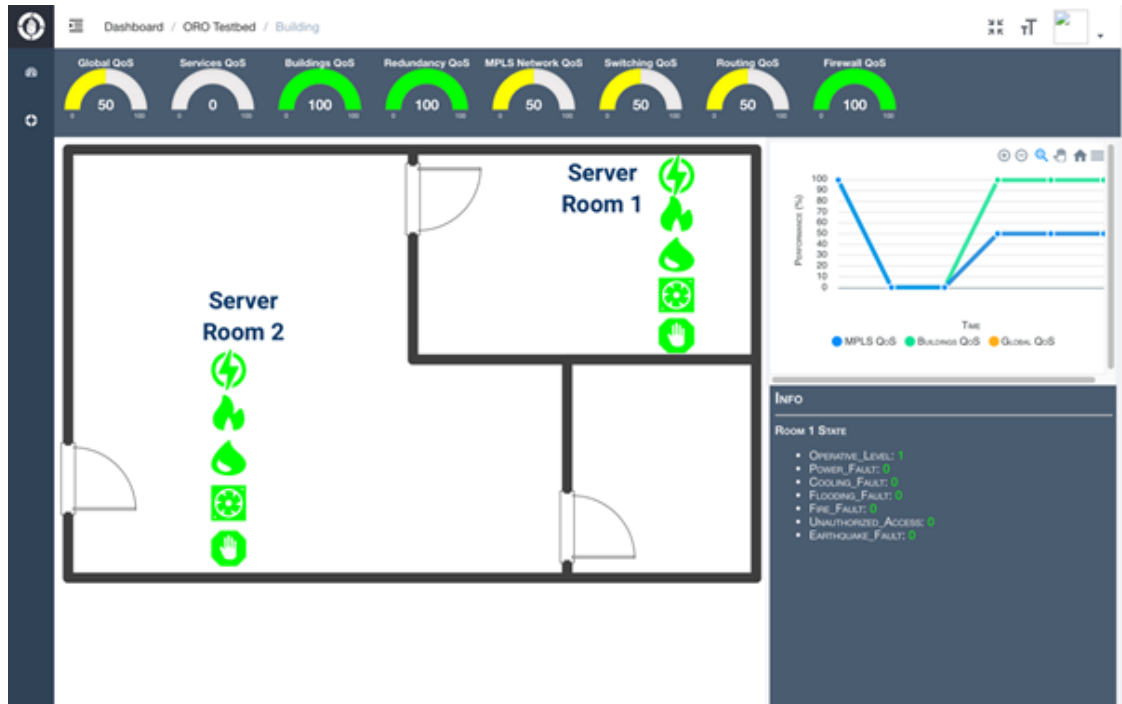 Dashboard / ORO Testbed / Building
Global QoS Services QoS Buildings QoS Redundancy QoS MPLS Network QoS Switching QoS Routing QoS Firewall QoS
50 0 100 100 50 50 50 100
0 100 0 100 0 100 0 100 0 100 0 100 0 100 0 100
Server
Room 1
Server
Room 2
Performance (%)
100
90
80
70
60
50
40
30
20
10
0
Time
MPLS QoS Buildings QoS Global QoS
Info
Room 1 State
• Operative_Level: 1
• Power_Fault: 0
• Cooling_Fault: 0
• Flooding_Fault: 0
• Fire_Fault: 0
• Unauthorized_Access: 0
• Earthquake_Fault: 0